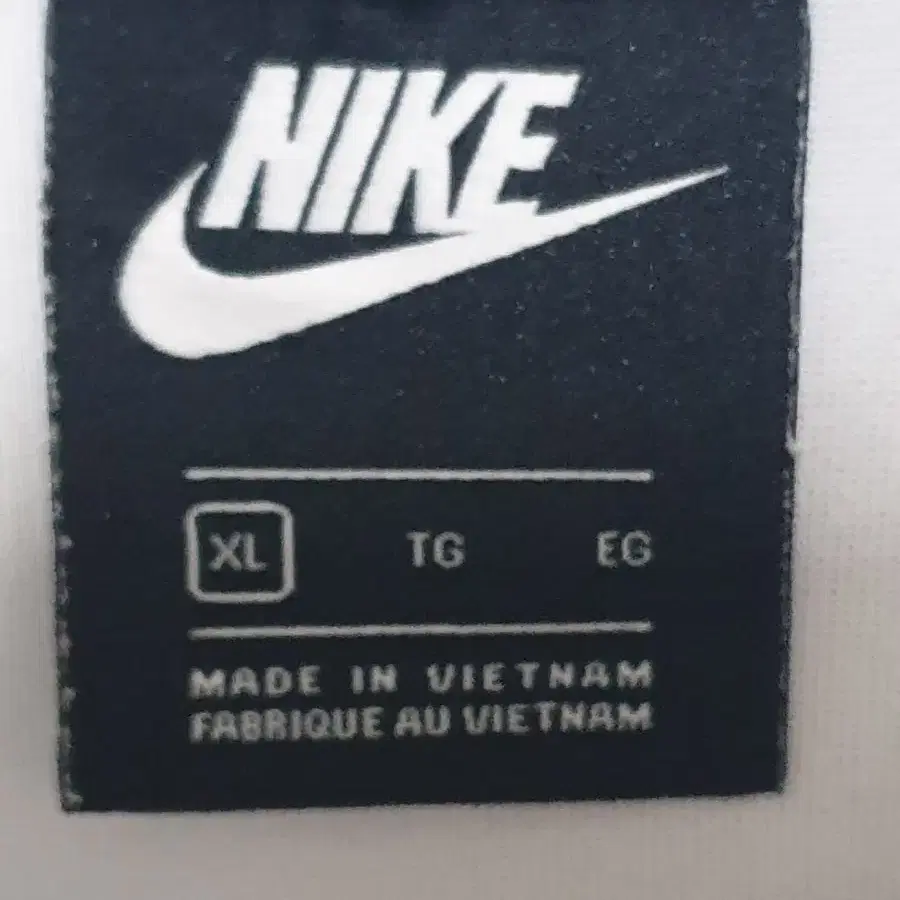 NIKE
XL TG EG
MADE IN VIETNAM
FABRIQUE AU VIETNAM